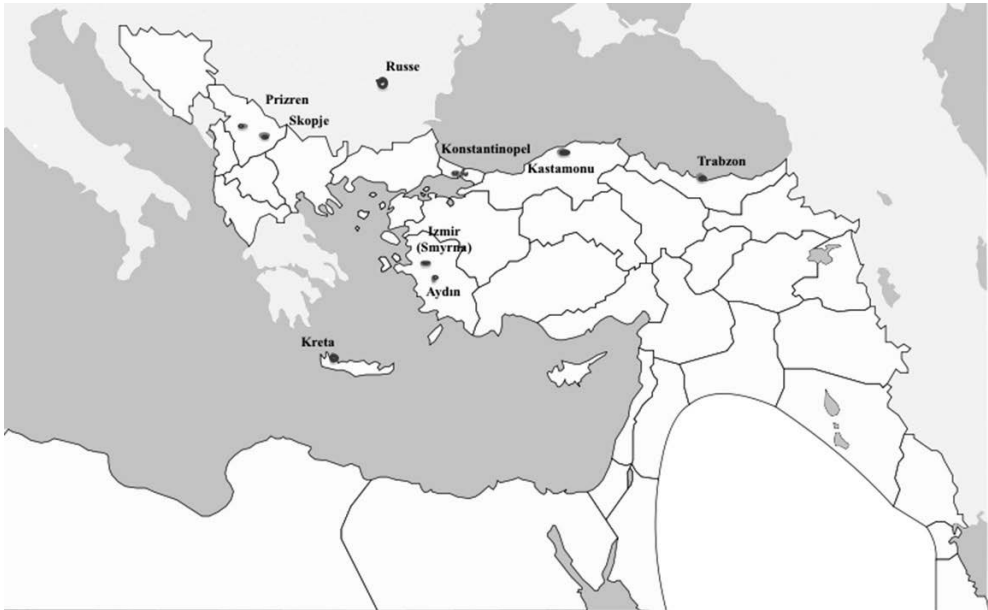 Russe
Prizren
Skopje
Konstantinopel
Kastamonu
Trabzon
Izmir
(Smyrna)
Aydın
Kreta